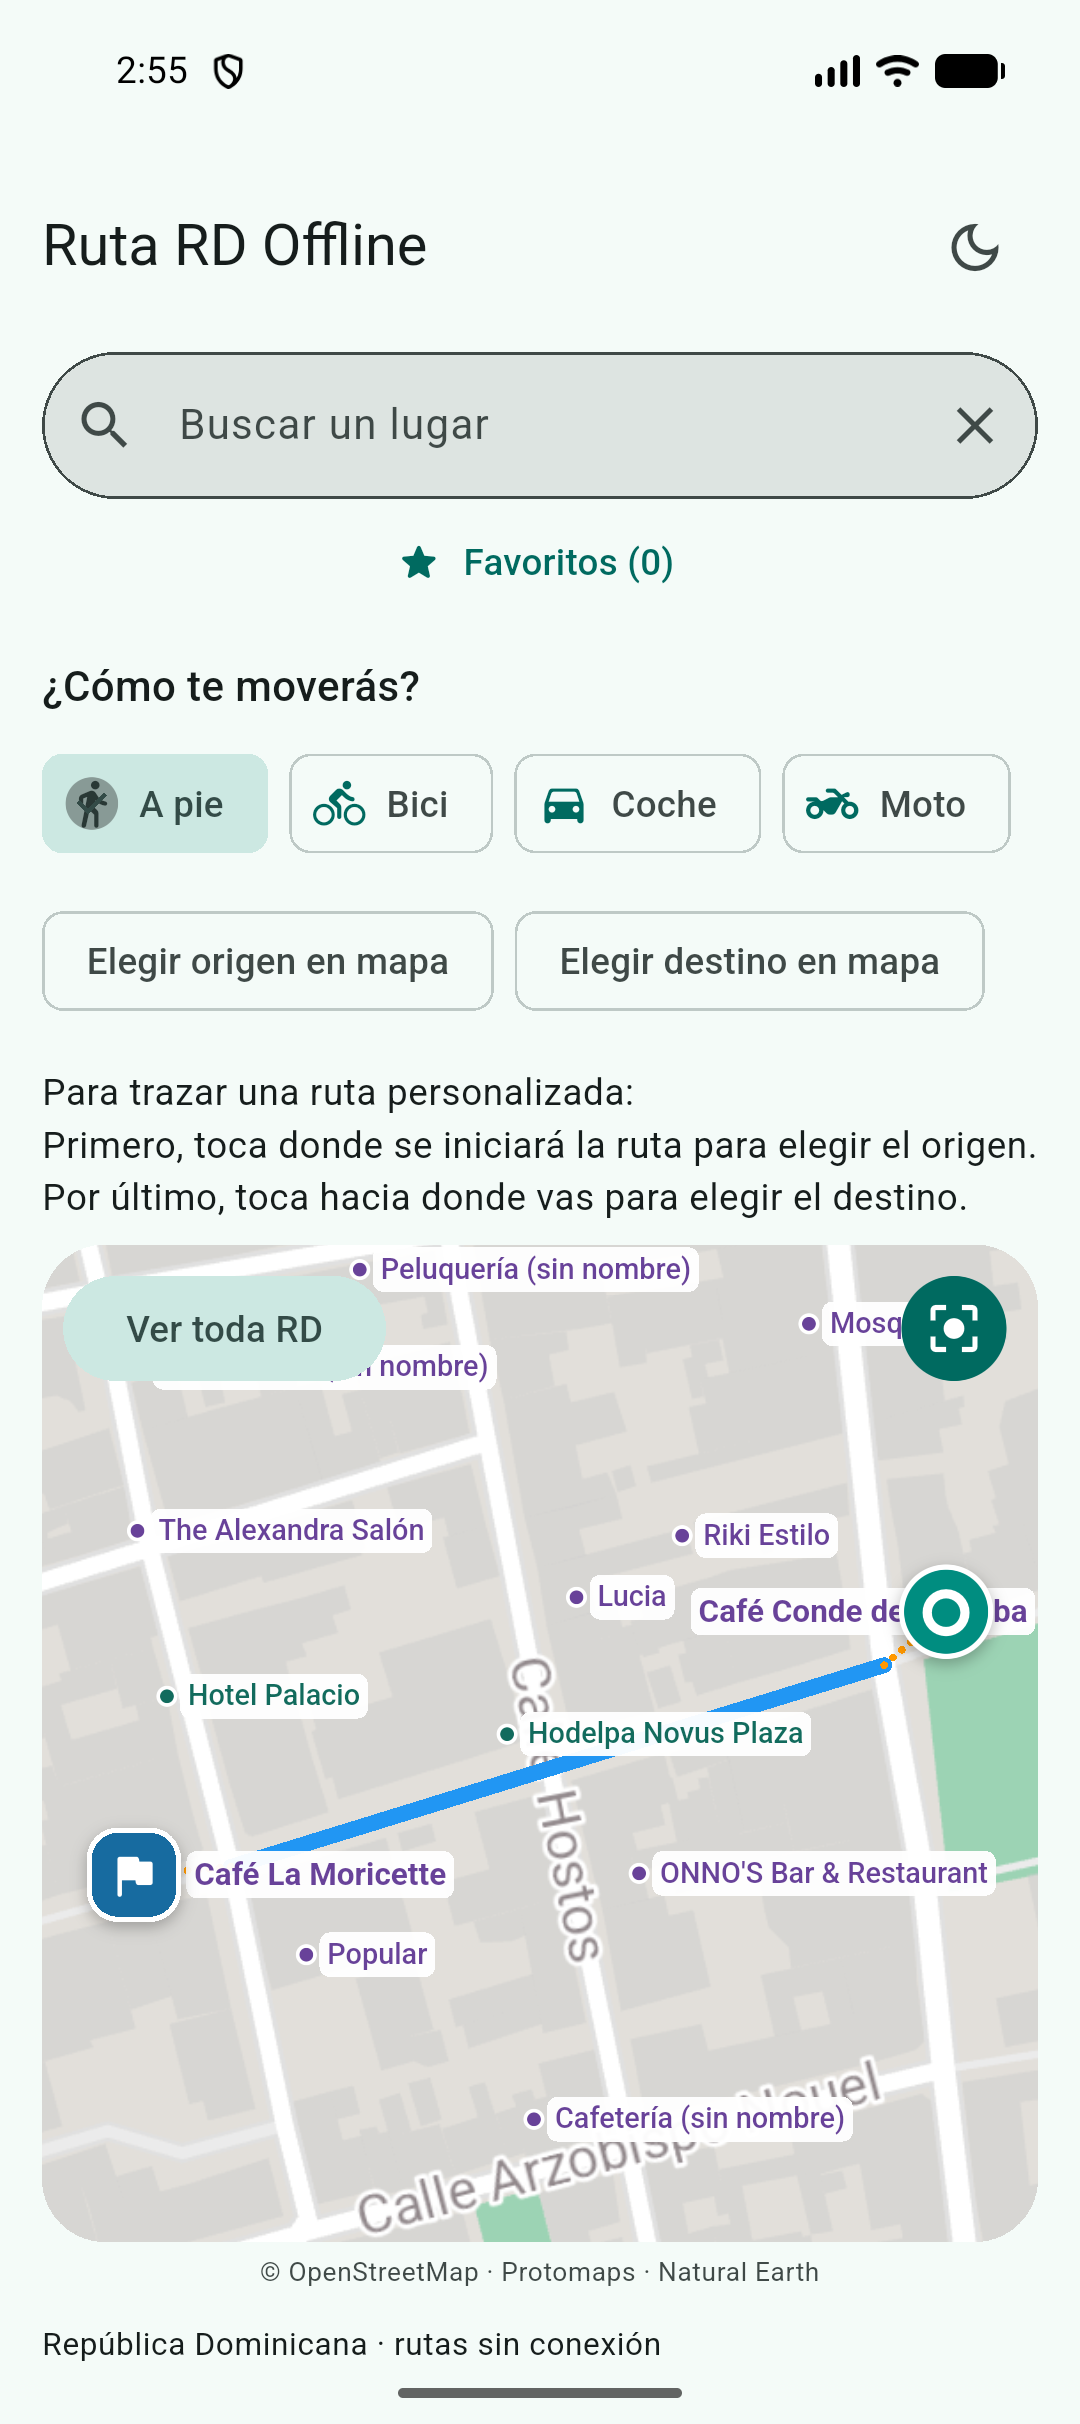 2:55
Ruta RD Offline
Buscar un lugar
Favoritos (0)
¿Cómo te moverás?
A pie
Bici
Coche
Moto
Elegir origen en mapa
Elegir destino en mapa
Para trazar una ruta personalizada:
Primero, toca donde se iniciará la ruta para elegir el origen.
Por último, toca hacia donde vas para elegir el destino.
Peluquería (sin nombre)
Ver toda RD
nombre)
The Alexandra Salón
Riki Estilo
Lucia
Café Conde de
Hotel Palacio
Hodelpa Novus Plaza
Hostos
Café La Moricette
ONNO'S Bar & Restaurant
Popular
Cafetería (sin nombre)
Calle Arzobispo Nouel
© OpenStreetMap · Protomaps · Natural Earth
República Dominicana · rutas sin conexión